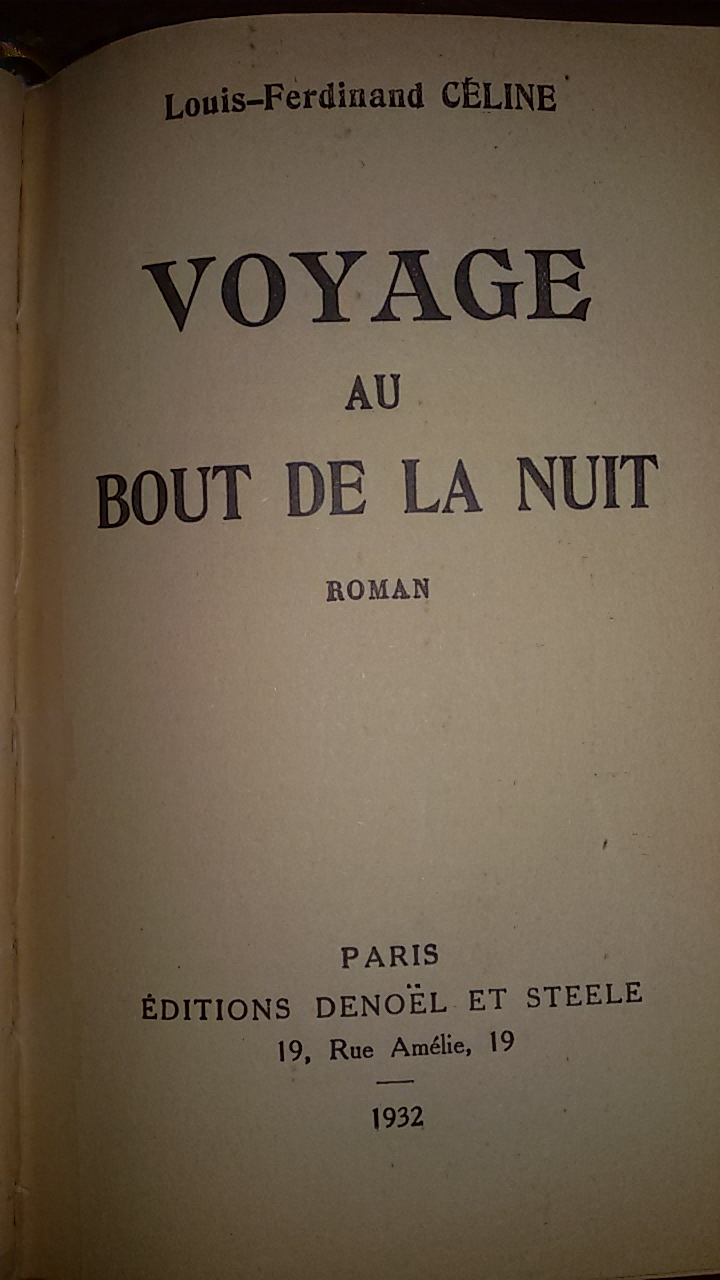 Louis-Ferdinand CÉLINE
VOYAGE
AU
BOUT DE LA NUIT
ROMAN
PARIS
ÉDITIONS DENOËL ET STEELE
19, Rue Amélie, 19
1932